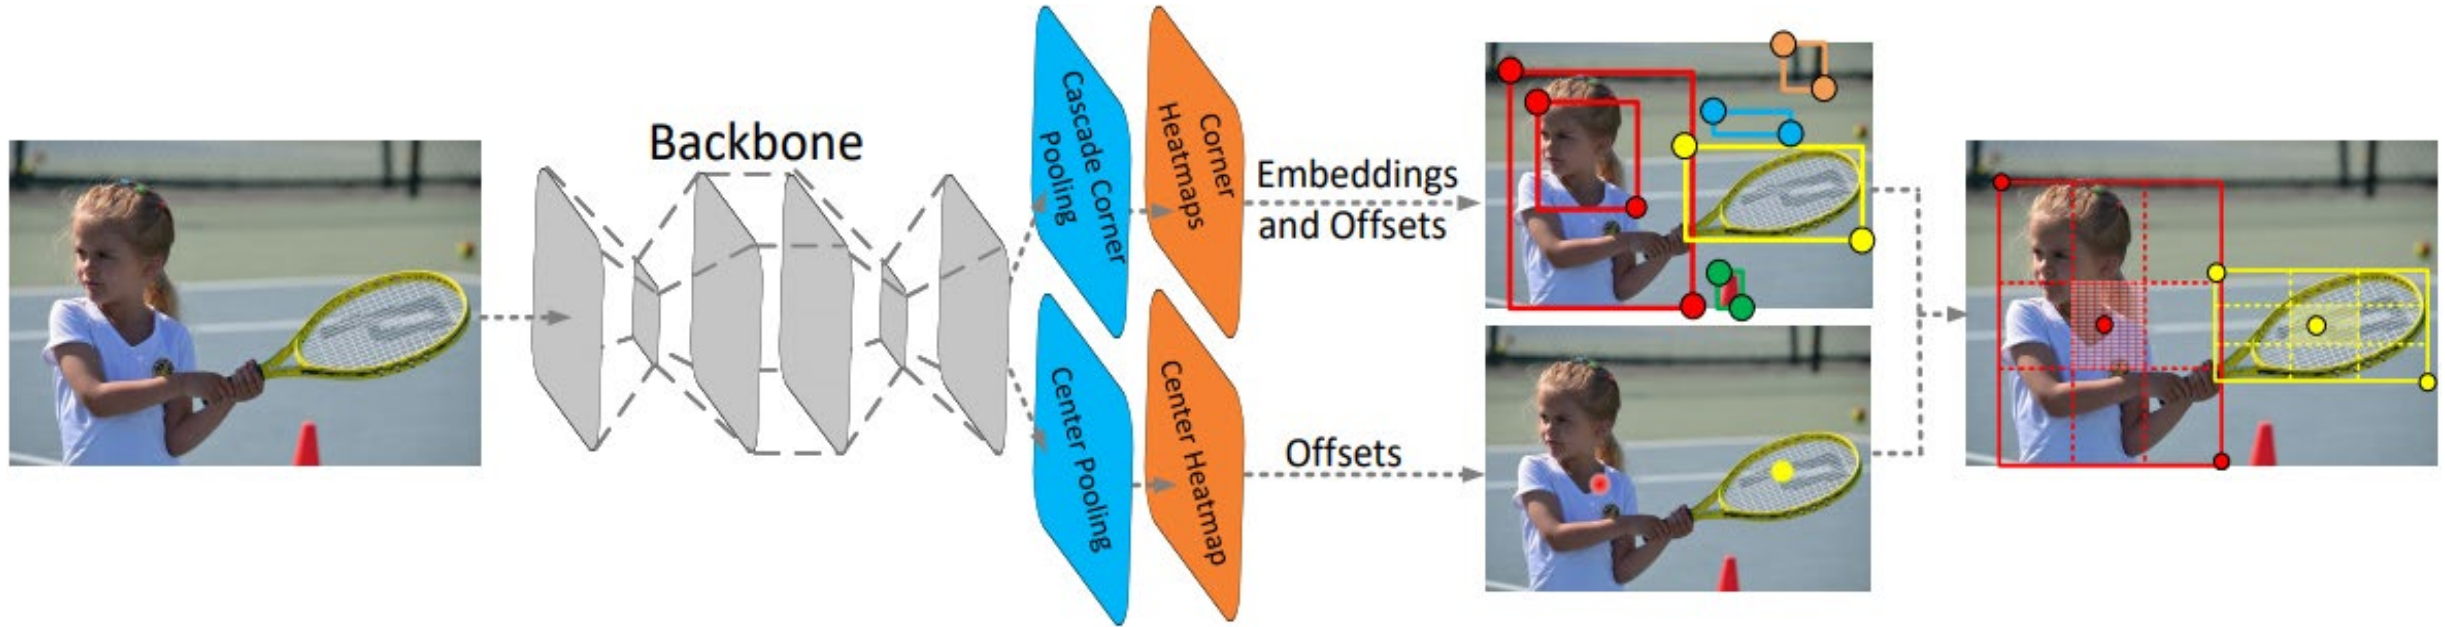 Backbone
Cascade Corner
Pooling
Corner
Heatmaps
Embeddings
and Offsets
Center Pooling
Center Heatmap
Offsets